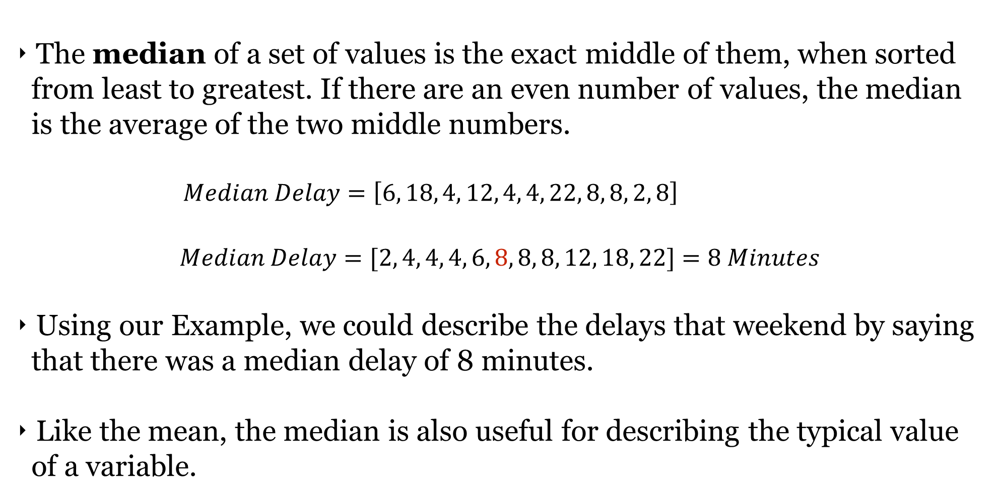 ‣ The median of a set of values is the exact middle of them, when sorted
from least to greatest. If there are an even number of values, the median
is the average of the two middle numbers.
Median Delay = [6, 18, 4, 12, 4, 4, 22, 8, 8, 2, 8]
Median Delay = [2, 4, 4, 4, 6, 8, 8, 8, 12, 18, 22] = 8 Minutes
‣ Using our Example, we could describe the delays that weekend by saying
that there was a median delay of 8 minutes.
‣ Like the mean, the median is also useful for describing the typical value
of a variable.